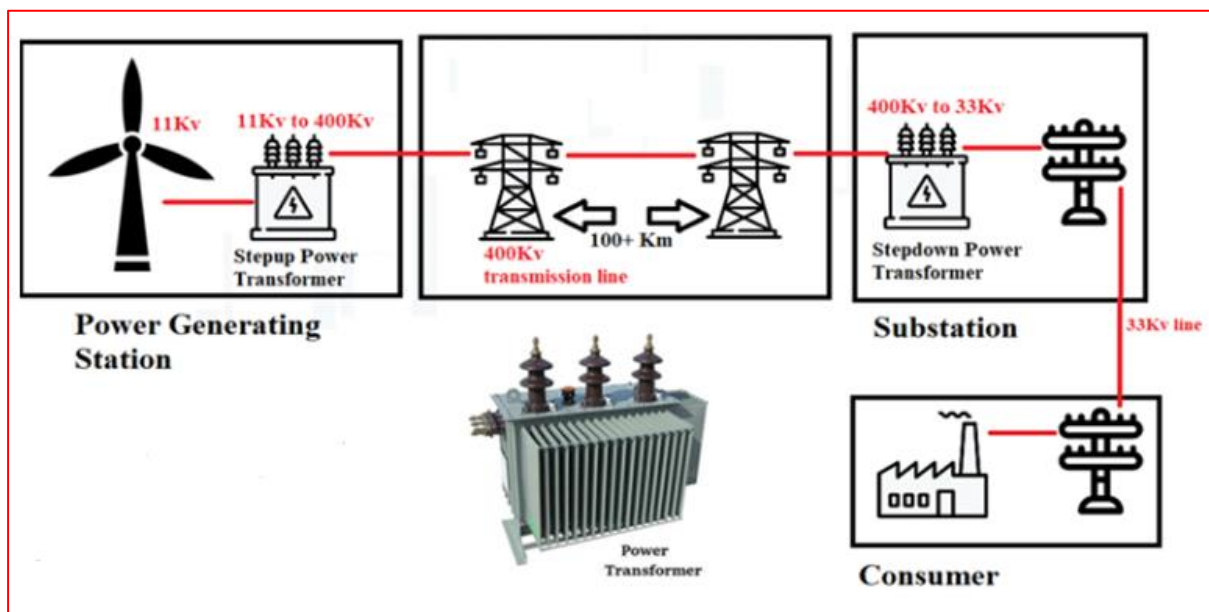 11Kv
11Kv to 400Kv
Stepup Power
Transformer
Power Generating
Station
400Kv
transmission line
100+ Km
400Kv to 33Kv
Stepdown Power
Transformer
Substation
33Kv line
Power
Transformer
Consumer